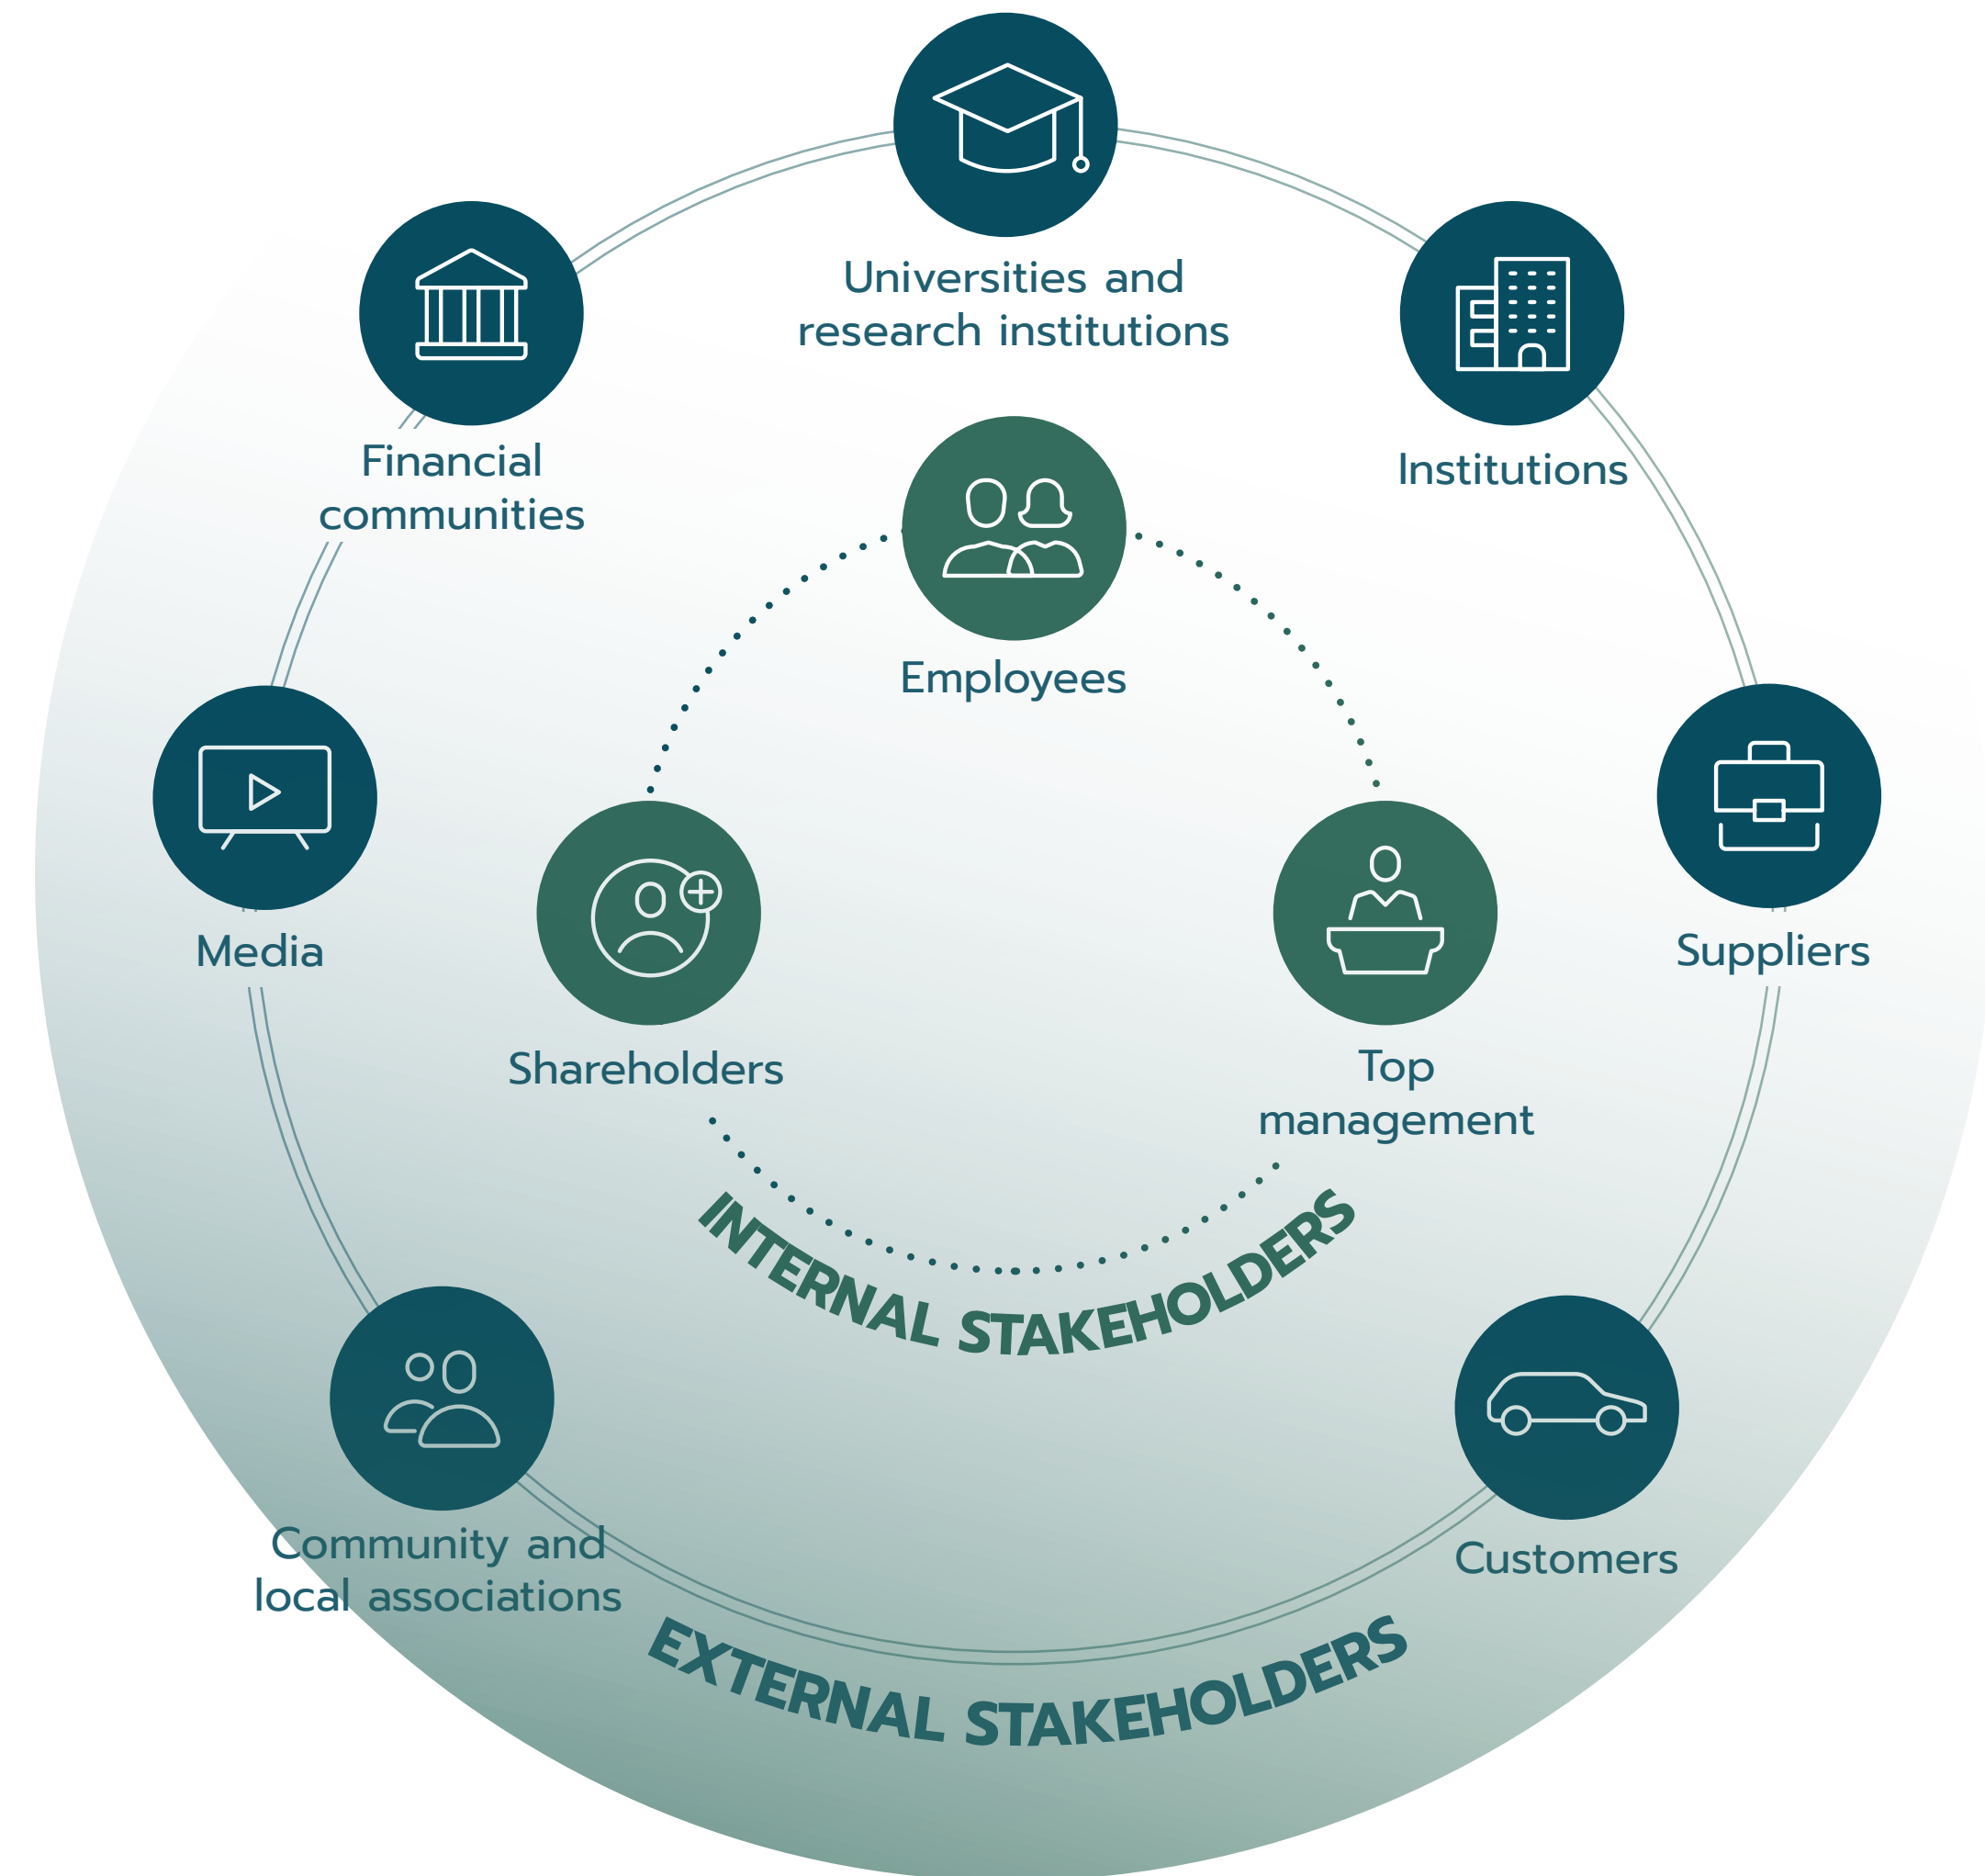 Universities and
research institutions
Financial
communities
Institutions
Employees
Media
Suppliers
Shareholders
Top
management
INTERNAL STAKEHOLDERS
Community and
local associations
Customers
EXTERNAL STAKEHOLDERS